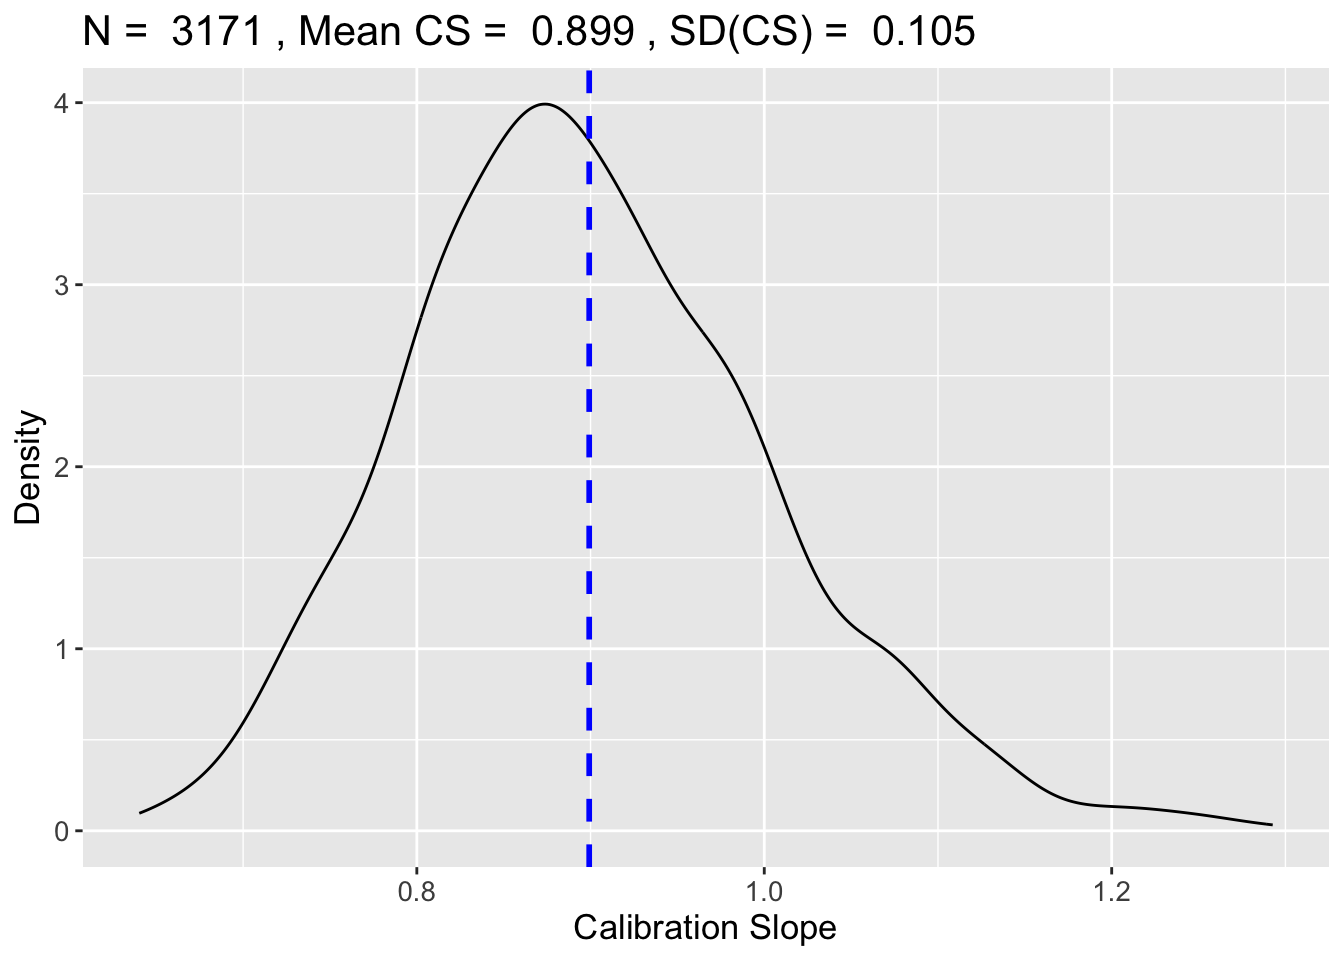 N =  3171 , Mean CS =  0.899 , SD(CS) =  0.105
4
3
2
1
0
Density
0.8 1.0 1.2
Calibration Slope